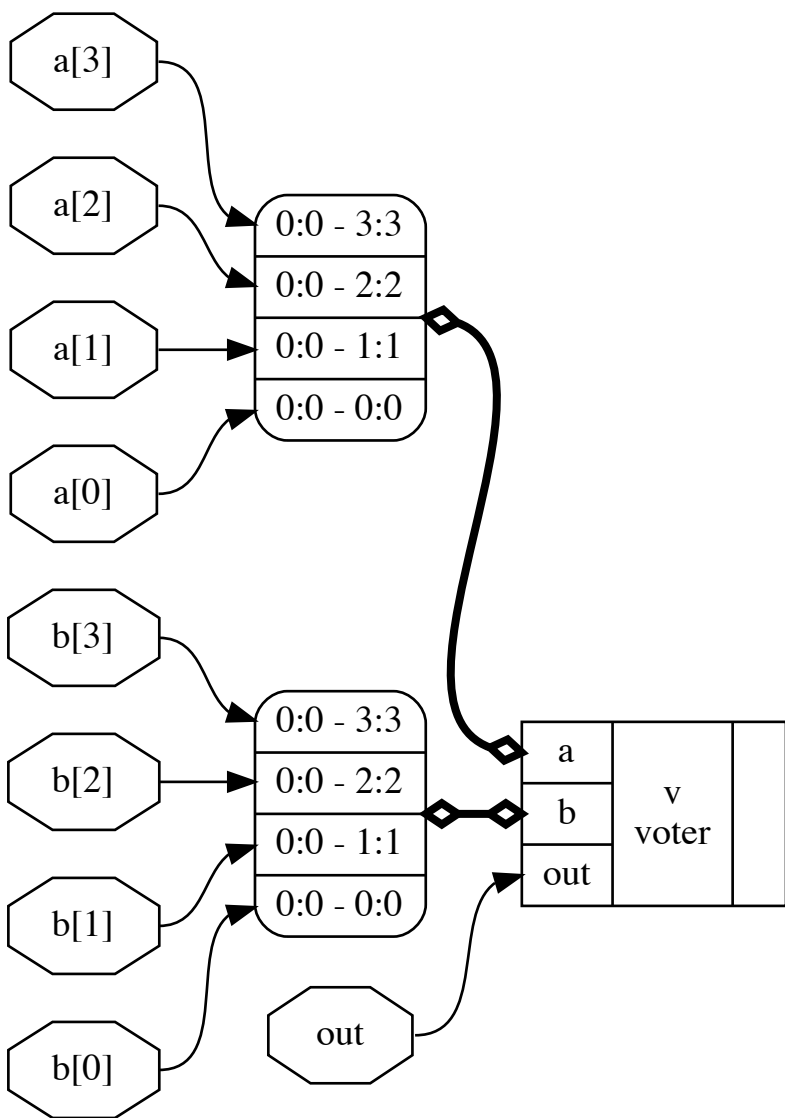 a[3]
a[2]
a[1]
a[0]
0:0 - 3:3
0:0 - 2:2
0:0 - 1:1
0:0 - 0:0
b[3]
b[2]
b[1]
b[0]
0:0 - 3:3
0:0 - 2:2
0:0 - 1:1
0:0 - 0:0
out
a
b
out
v
voter